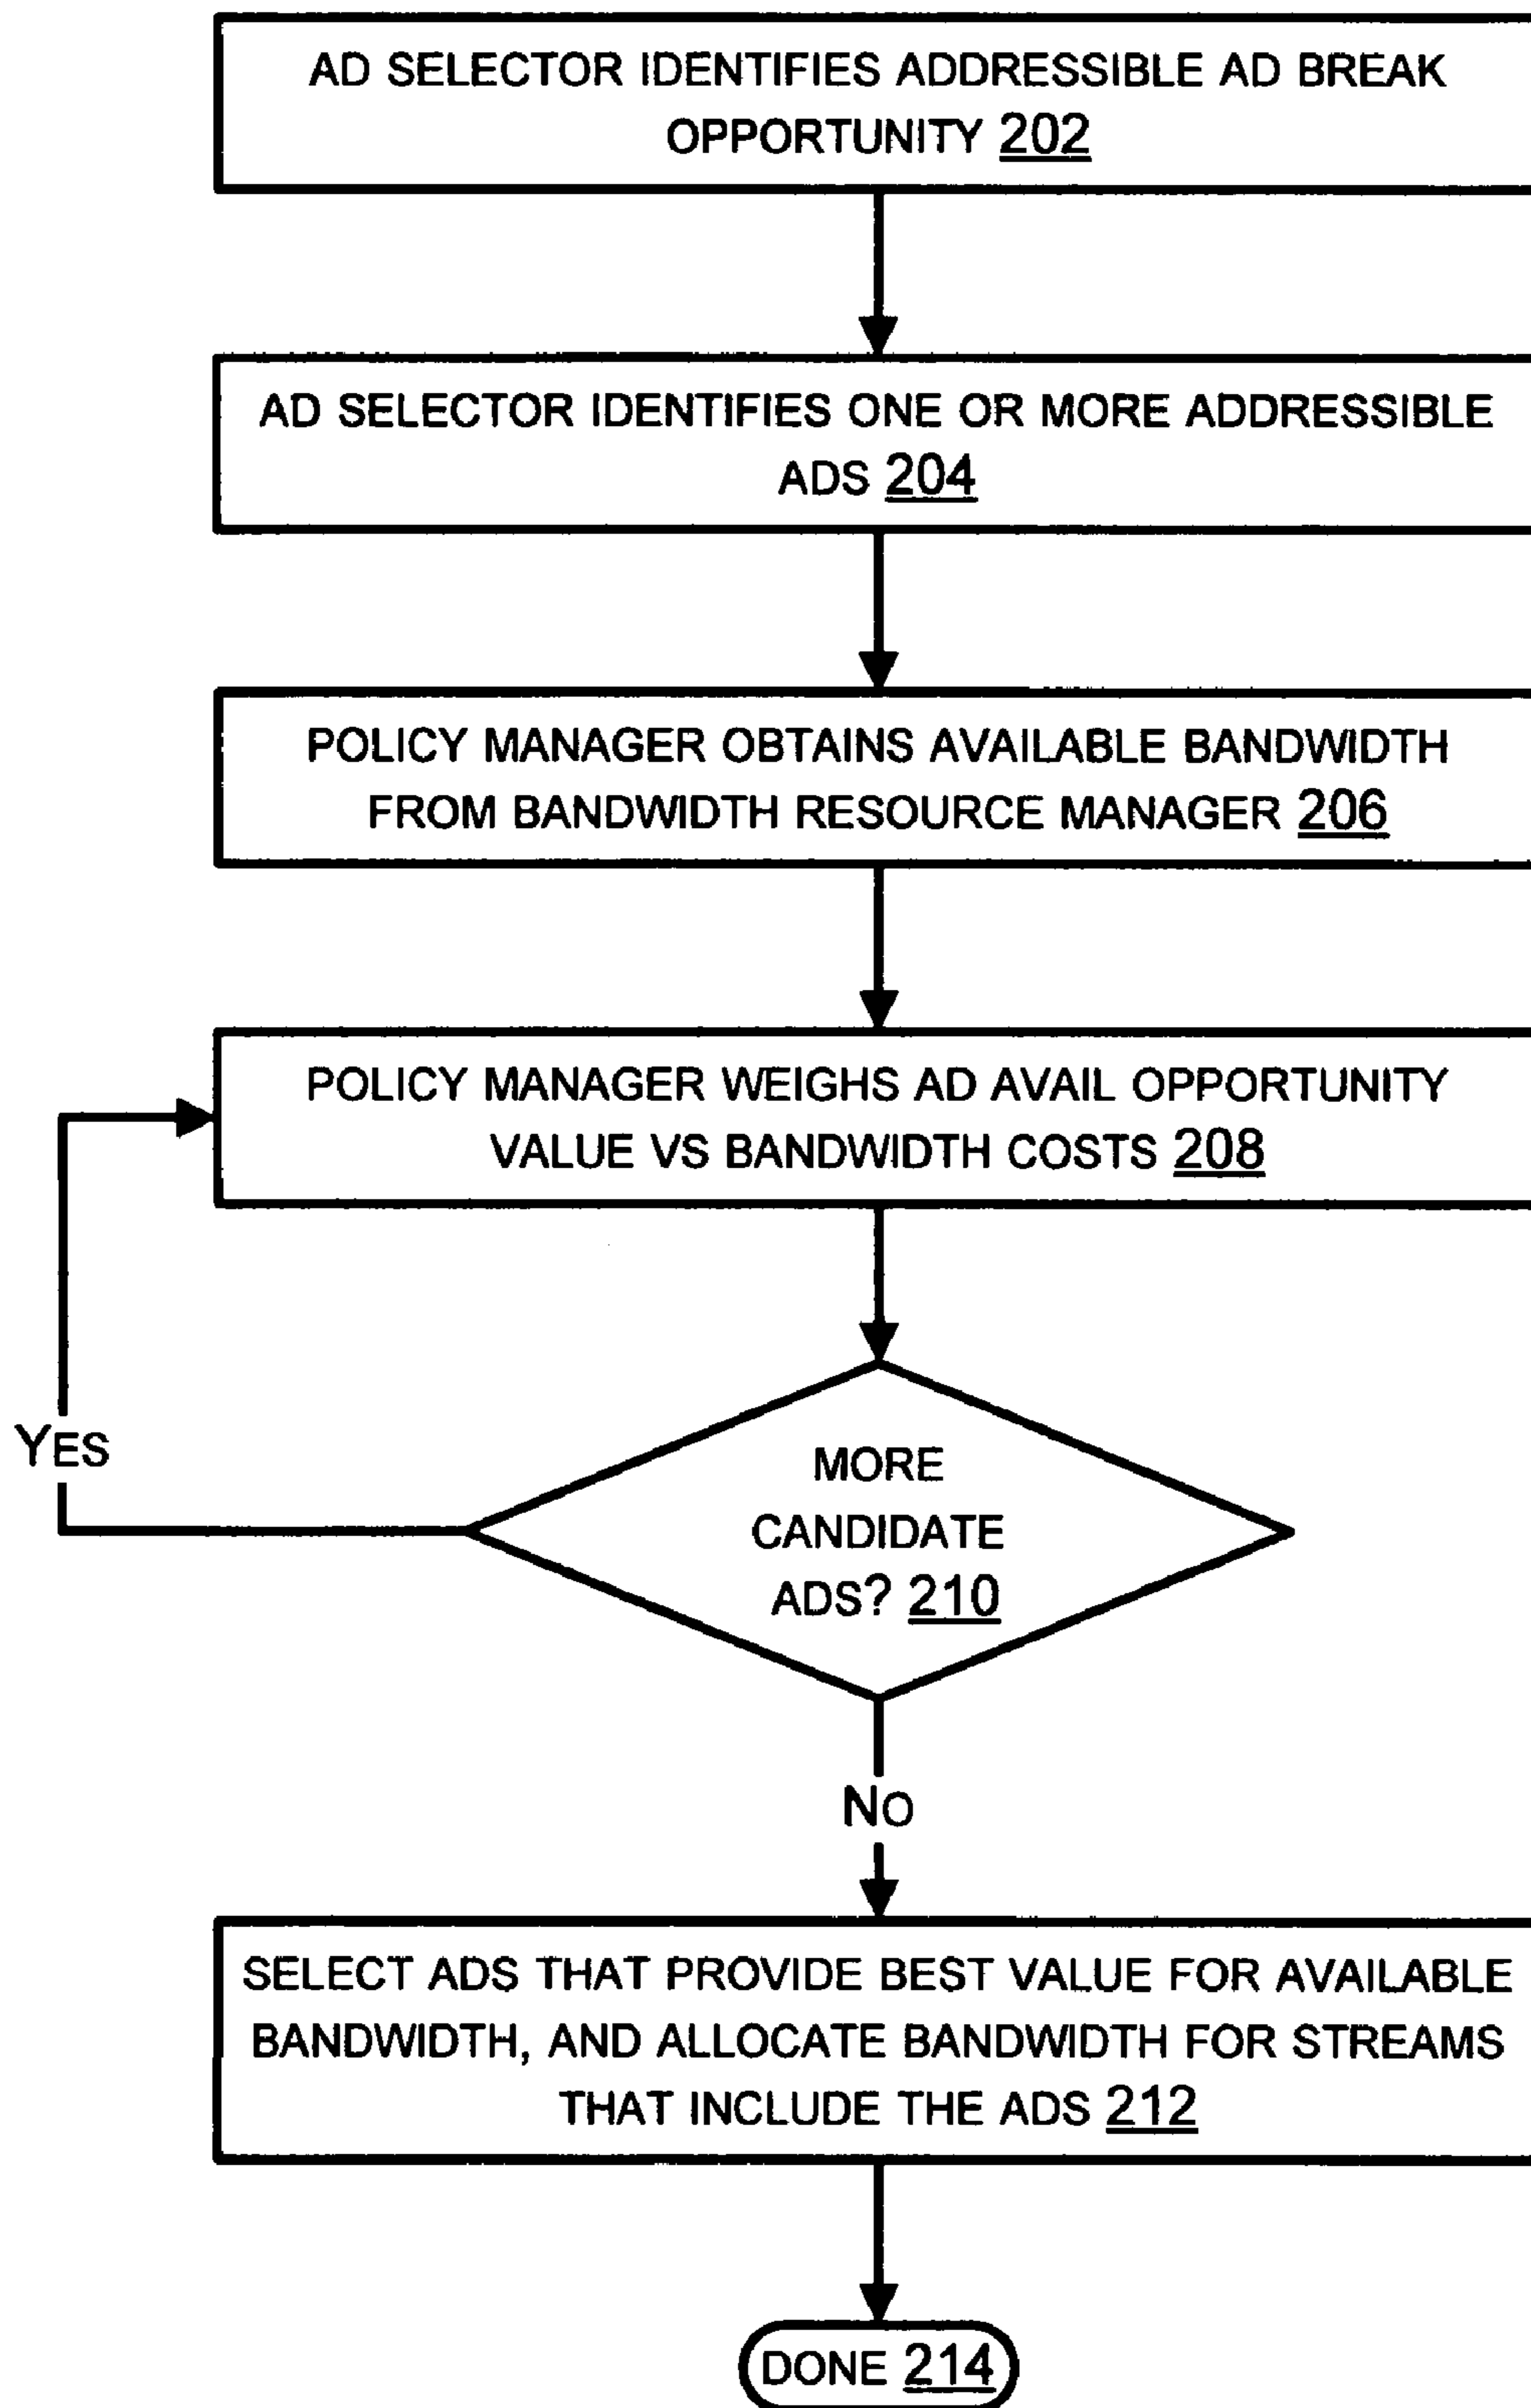 AD SELECTOR IDENTIFIES ADDRESSIBLE AD BREAK
OPPORTUNITY 202
AD SELECTOR IDENTIFIES ONE OR MORE ADDRESSIBLE
ADS 204
POLICY MANAGER OBTAINS AVAILABLE BANDWIDTH
FROM BANDWIDTH RESOURCE MANAGER 206
POLICY MANAGER WEIGHS AD AVAIL OPPORTUNITY
VALUE VS BANDWIDTH COSTS 208
YES
MORE
CANDIDATE
ADS? 210
NO
SELECT ADS THAT PROVIDE BEST VALUE FOR AVAILABLE
BANDWIDTH, AND ALLOCATE BANDWIDTH FOR STREAMS
THAT INCLUDE THE ADS 212
DONE 214